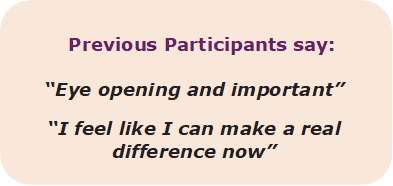 Previous Participants say:
“Eye opening and important”
“I feel like I can make a real
difference now”